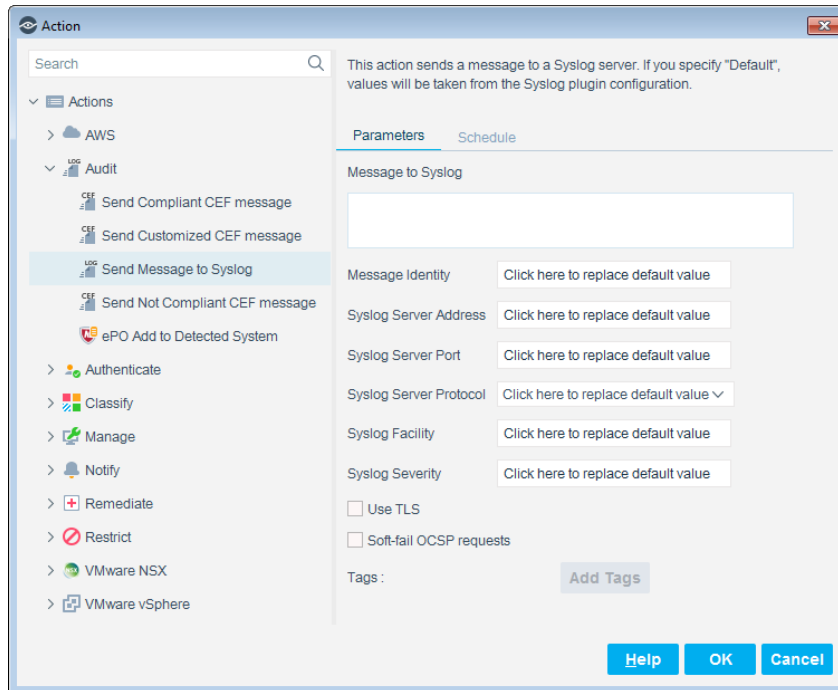 Action
Search
Actions
AWS
LOG
Audit
CEF
Send Compliant CEF message
CEF
Send Customized CEF message
LOG
Send Message to Syslog
CEF
Send Not Compliant CEF message
ePO Add to Detected System
Authenticate
Classify
Manage
Notify
Remediate
Restrict
NSX
VMware NSX
VMware vSphere
This action sends a message to a Syslog server. If you specify "Default",
values will be taken from the Syslog plugin configuration.
Parameters Schedule
Message to Syslog
Message Identity Click here to replace default value
Syslog Server Address Click here to replace default value
Syslog Server Port Click here to replace default value
Syslog Server Protocol Click here to replace default value
Syslog Facility Click here to replace default value
Syslog Severity Click here to replace default value
Use TLS
Soft-fail OCSP requests
Tags : Add Tags
Help OK Cancel